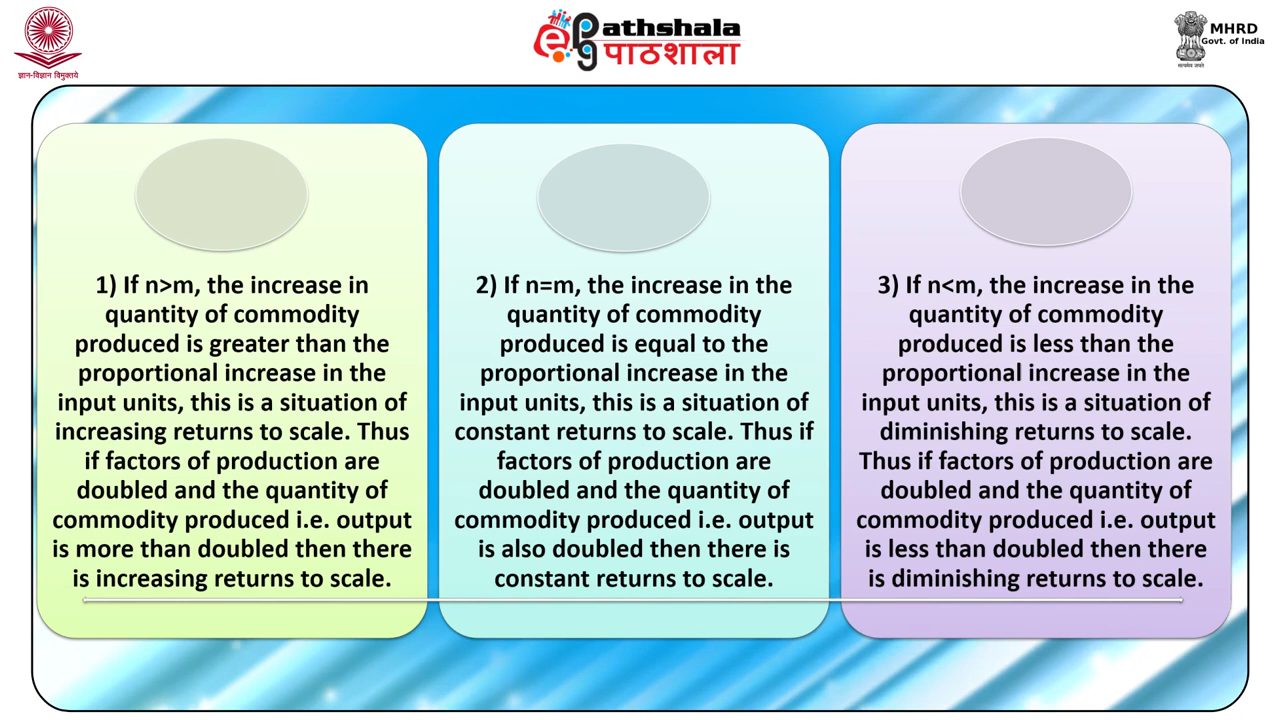 ज्ञान-विज्ञान विमुक्तये
ePG athshala
पाठशाला
MHRD
Govt. of India
सत्यमेव जयते
1) If n>m, the increase in
quantity of commodity
produced is greater than the
proportional increase in the
input units, this is a situation of
increasing returns to scale. Thus
if factors of production are
doubled and the quantity of
commodity produced i.e. output
is more than doubled then there
is increasing returns to scale.
2) If n=m, the increase in the
quantity of commodity
produced is equal to the
proportional increase in the
input units, this is a situation of
constant returns to scale. Thus if
factors of production are
doubled and the quantity of
commodity produced i.e. output
is also doubled then there is
constant returns to scale.
3) If n<m, the increase in the
quantity of commodity
produced is less than the
proportional increase in the
input units, this is a situation of
diminishing returns to scale.
Thus if factors of production are
doubled and the quantity of
commodity produced i.e. output
is less than doubled then there
is diminishing returns to scale.